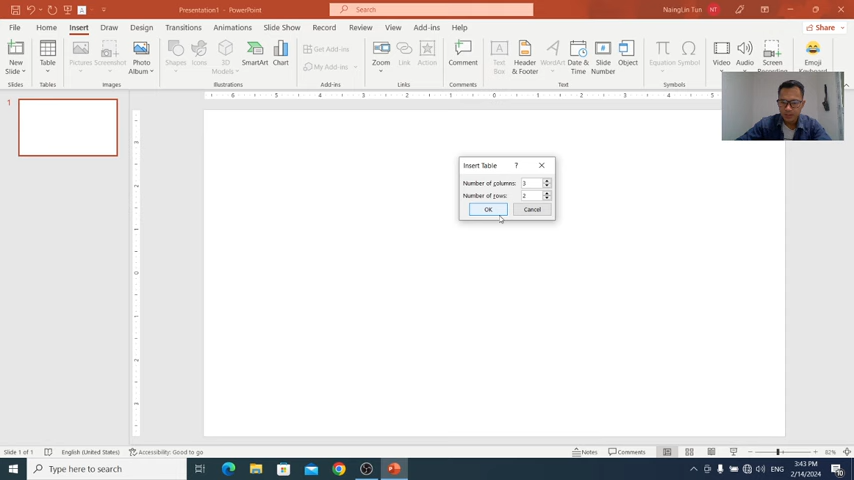 Presentation1 - PowerPoint
Search
NaingLin Tun
NT
File Home Insert Draw Design Transitions Animations Slide Show Record Review View Add-ins Help
Share
New Slide
Table
Pictures
Screenshot
Photo Album
Shapes
Icons
3D Models
SmartArt
Chart
Get Add-ins
My Add-ins
Zoom
Link
Action
Comment
Text Box
Header & Footer
WordArt
Date & Time
Slide Number
Object
Equation
Symbol
Video
Audio
Screen Recording
Emoji Keyboard
Slides
Tables
Images
Illustrations
Add-ins
Links
Comments
Text
Symbols
1
Insert Table ?
Number of columns: 3
Number of rows: 2
OK
Cancel
Slide 1 of 1
English (United States)
Accessibility: Good to go
Notes
Comments
82%
Type here to search
ENG
3:43 PM
2/14/2024
10